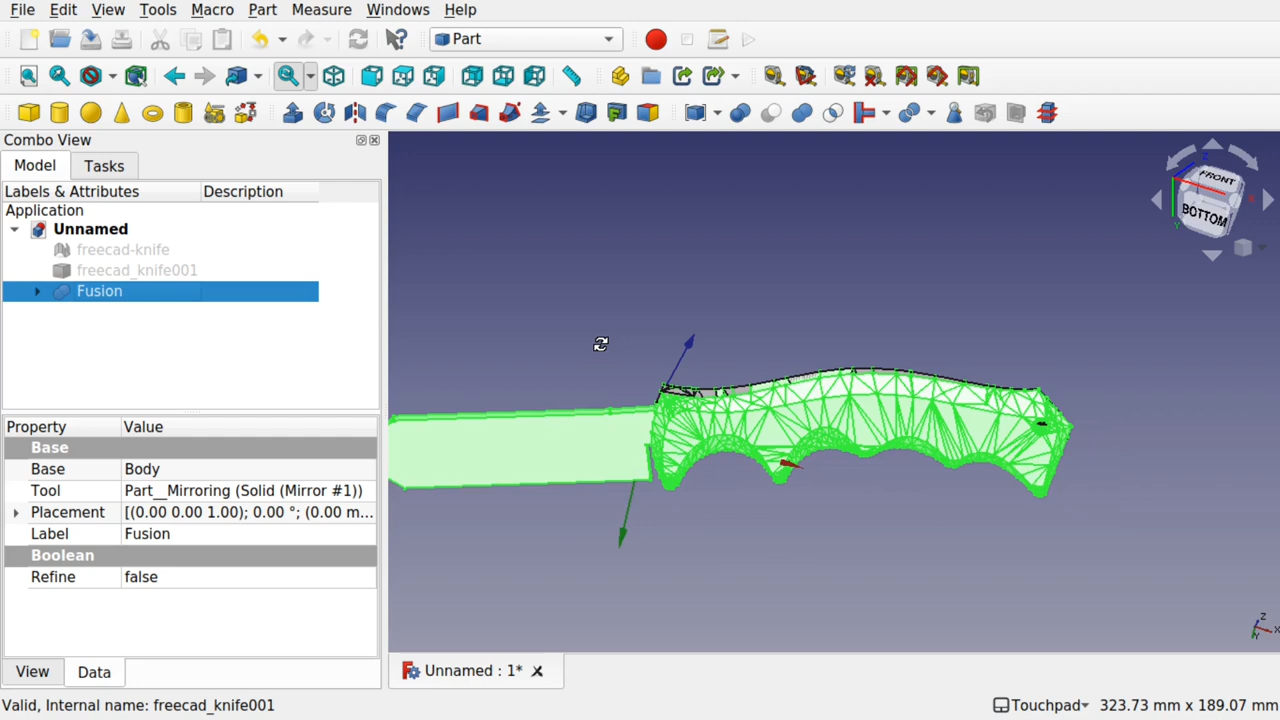 File Edit View Tools Macro Part Measure Windows Help
Part
Combo View
Model Tasks
Labels & Attributes Description
Application
Unnamed
freecad-knife
freecad_knife001
Fusion
FRONT
BOTTOM
Z
X
Y
Property Value
Base
Base Body
Tool Part__Mirroring (Solid (Mirror #1))
Placement [(0.00 0.00 1.00); 0.00 °; (0.00 m...
Label Fusion
Boolean
Refine false
Z
X
Y
View Data
Unnamed : 1*
Valid, Internal name: freecad_knife001
Touchpad 323.73 mm x 189.07 mm